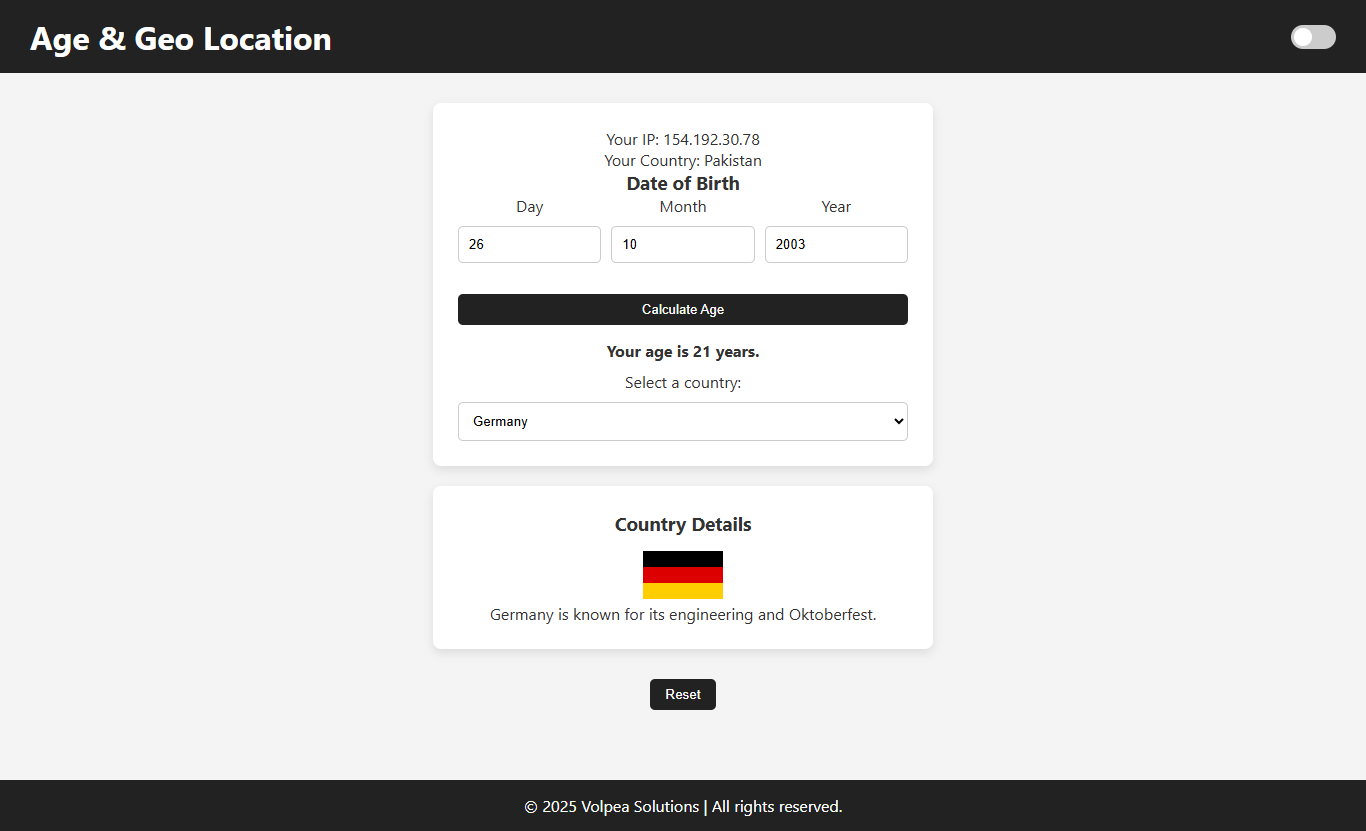 Age & Geo Location
Your IP: 154.192.30.78
Your Country: Pakistan
Date of Birth
Day Month Year
26 10 2003
Calculate Age
Your age is 21 years.
Select a country:
Germany
Country Details
Germany is known for its engineering and Oktoberfest.
Reset
© 2025 Volpea Solutions | All rights reserved.